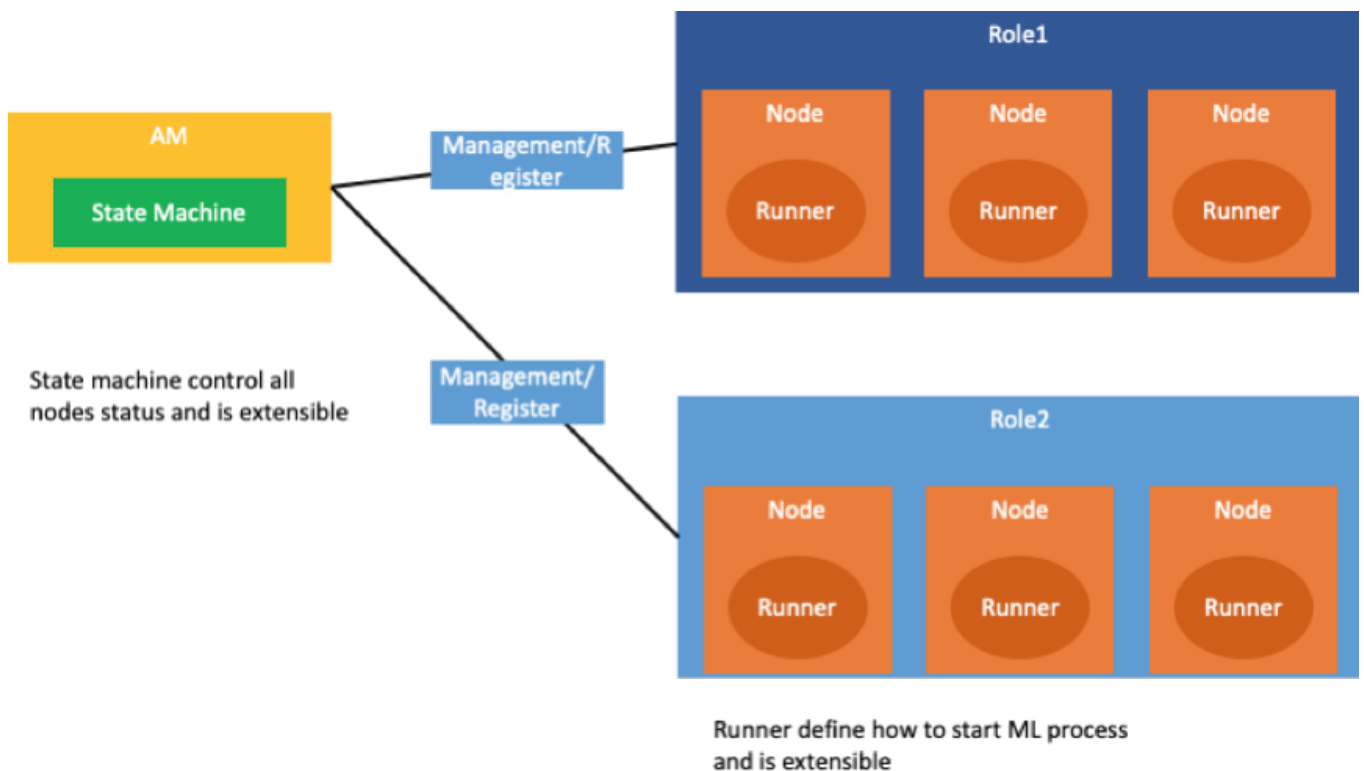 Role1
Node
Node
Node
Runner
Runner
Runner
AM
State Machine
Management/R
egister
State machine control all
nodes status and is extensible
Management/
Register
Role2
Node
Node
Node
Runner
Runner
Runner
Runner define how to start ML process
and is extensible